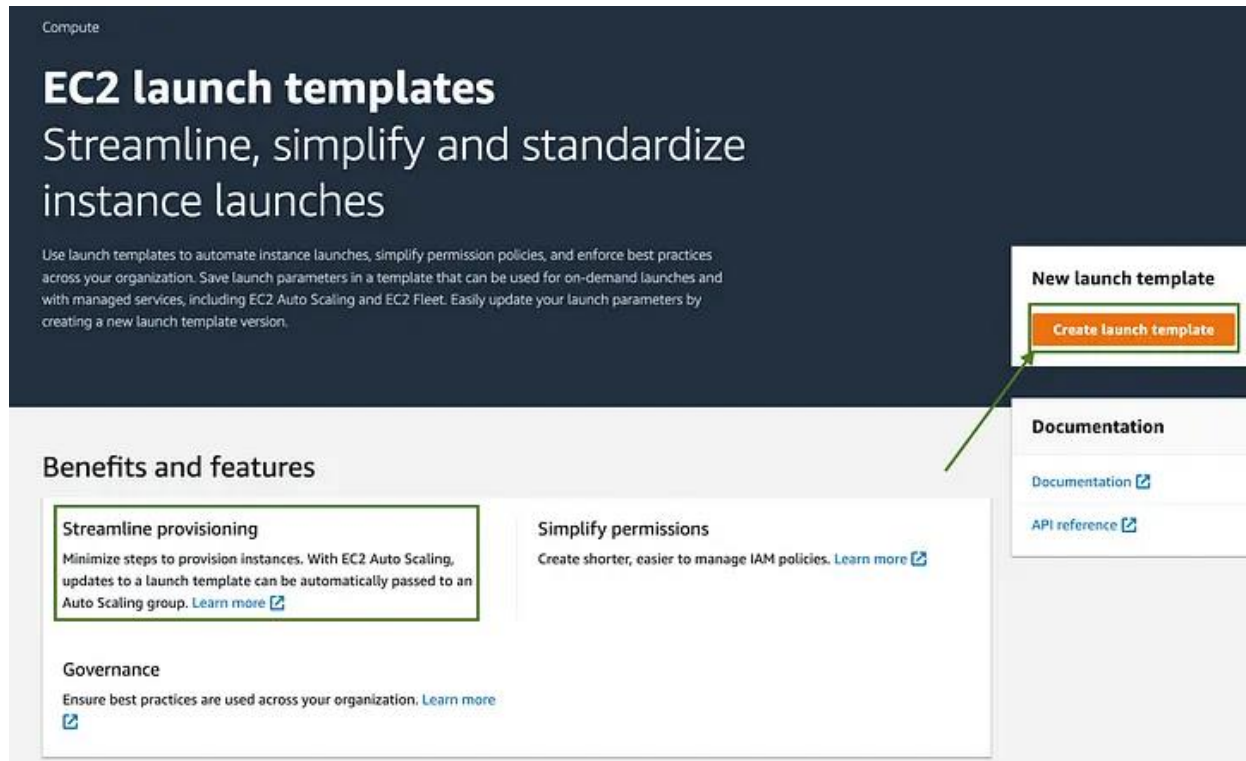 Compute
EC2 launch templates
Streamline, simplify and standardize
instance launches
Use launch templates to automate instance launches, simplify permission policies, and enforce best practices
across your organization. Save launch parameters in a template that can be used for on-demand launches and
with managed services, including EC2 Auto Scaling and EC2 Fleet. Easily update your launch parameters by
creating a new launch template version.
New launch template
Create launch template
Documentation
Documentation
API reference
Benefits and features
Streamline provisioning
Minimize steps to provision instances. With EC2 Auto Scaling,
updates to a launch template can be automatically passed to an
Auto Scaling group. Learn more
Simplify permissions
Create shorter, easier to manage IAM policies. Learn more
Governance
Ensure best practices are used across your organization. Learn more